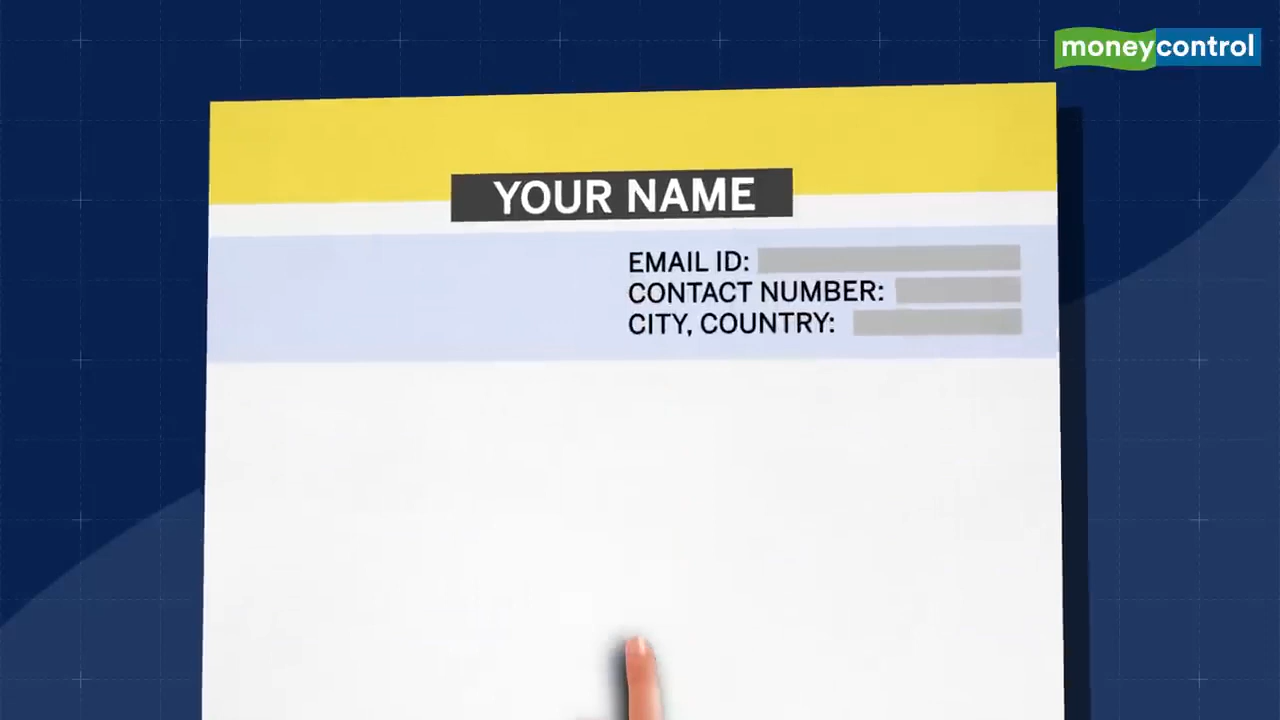 moneycontrol
YOUR NAME
EMAIL ID:
CONTACT NUMBER:
CITY, COUNTRY: